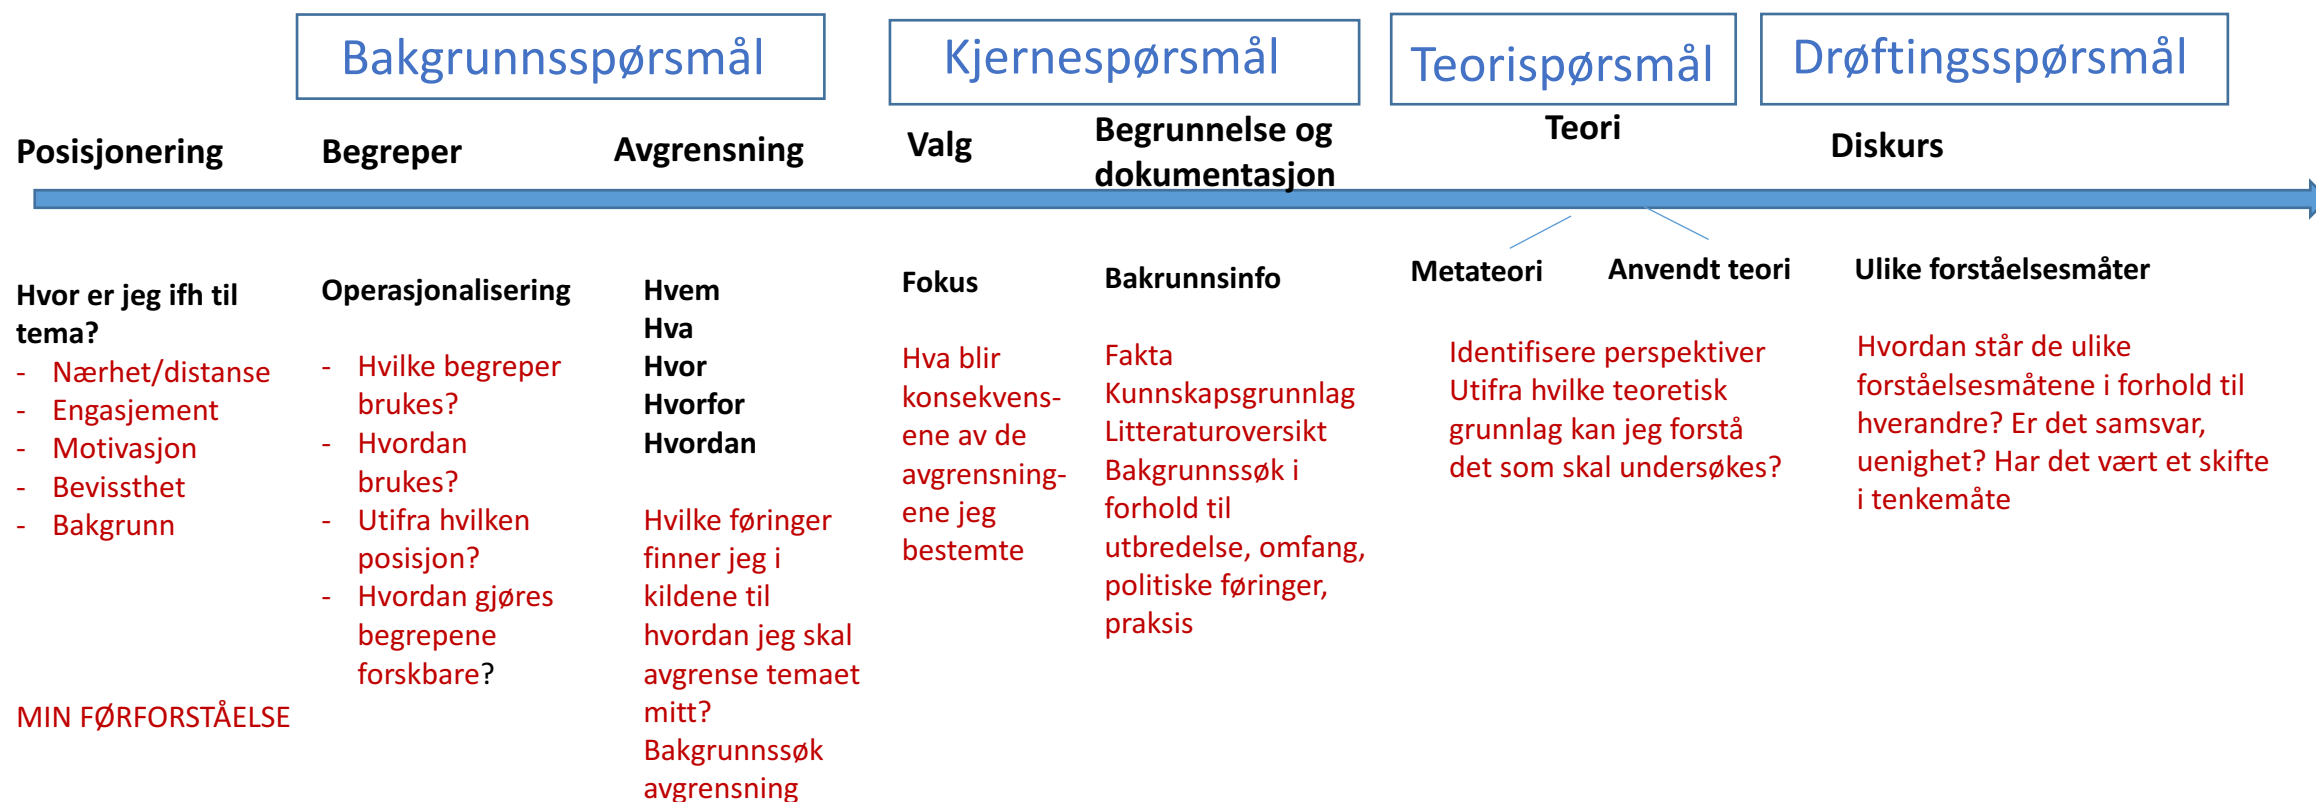 Bakgrunnsspørsmål
Kjernespørsmål
Teorispørsmål
Drøftingsspørsmål
Posisjonering
Begreper
Avgrensning
Valg
Begrunnelse og
dokumentasjon
Teori
Diskurs
Hvor er jeg ifh til
tema?
- Nærhet/distanse
- Engasjement
- Motivasjon
- Bevissthet
- Bakgrunn
MIN FØRFORSTÅELSE
Operasjonalisering
- Hvilke begreper
brukes?
- Hvordan
brukes?
- Utifra hvilken
posisjon?
- Hvordan gjøres
begrepene
forskbare?
Hvem
Hva
Hvor
Hvorfor
Hvordan
Hvilke føringer
finner jeg i
kildene til
hvordan jeg skal
avgrense temaet
mitt?
Bakgrunnssøk
avgrensning
Fokus
Hva blir
konsekvens-
ene av de
avgrensning-
ene jeg
bestemte
Bakrunnsinfo
Fakta
Kunnskapsgrunnlag
Litteraturoversikt
Bakgrunnssøk i
forhold til
utbredelse, omfang,
politiske føringer,
praksis
Metateori
Anvendt teori
Identifisere perspektiver
Utifra hvilke teoretisk
grunnlag kan jeg forstå
det som skal undersøkes?
Ulike forståelsesmåter
Hvordan står de ulike
forståelsesmåtene i forhold til
hverandre? Er det samsvar,
uenighet? Har det vært et skifte
i tenkemåte